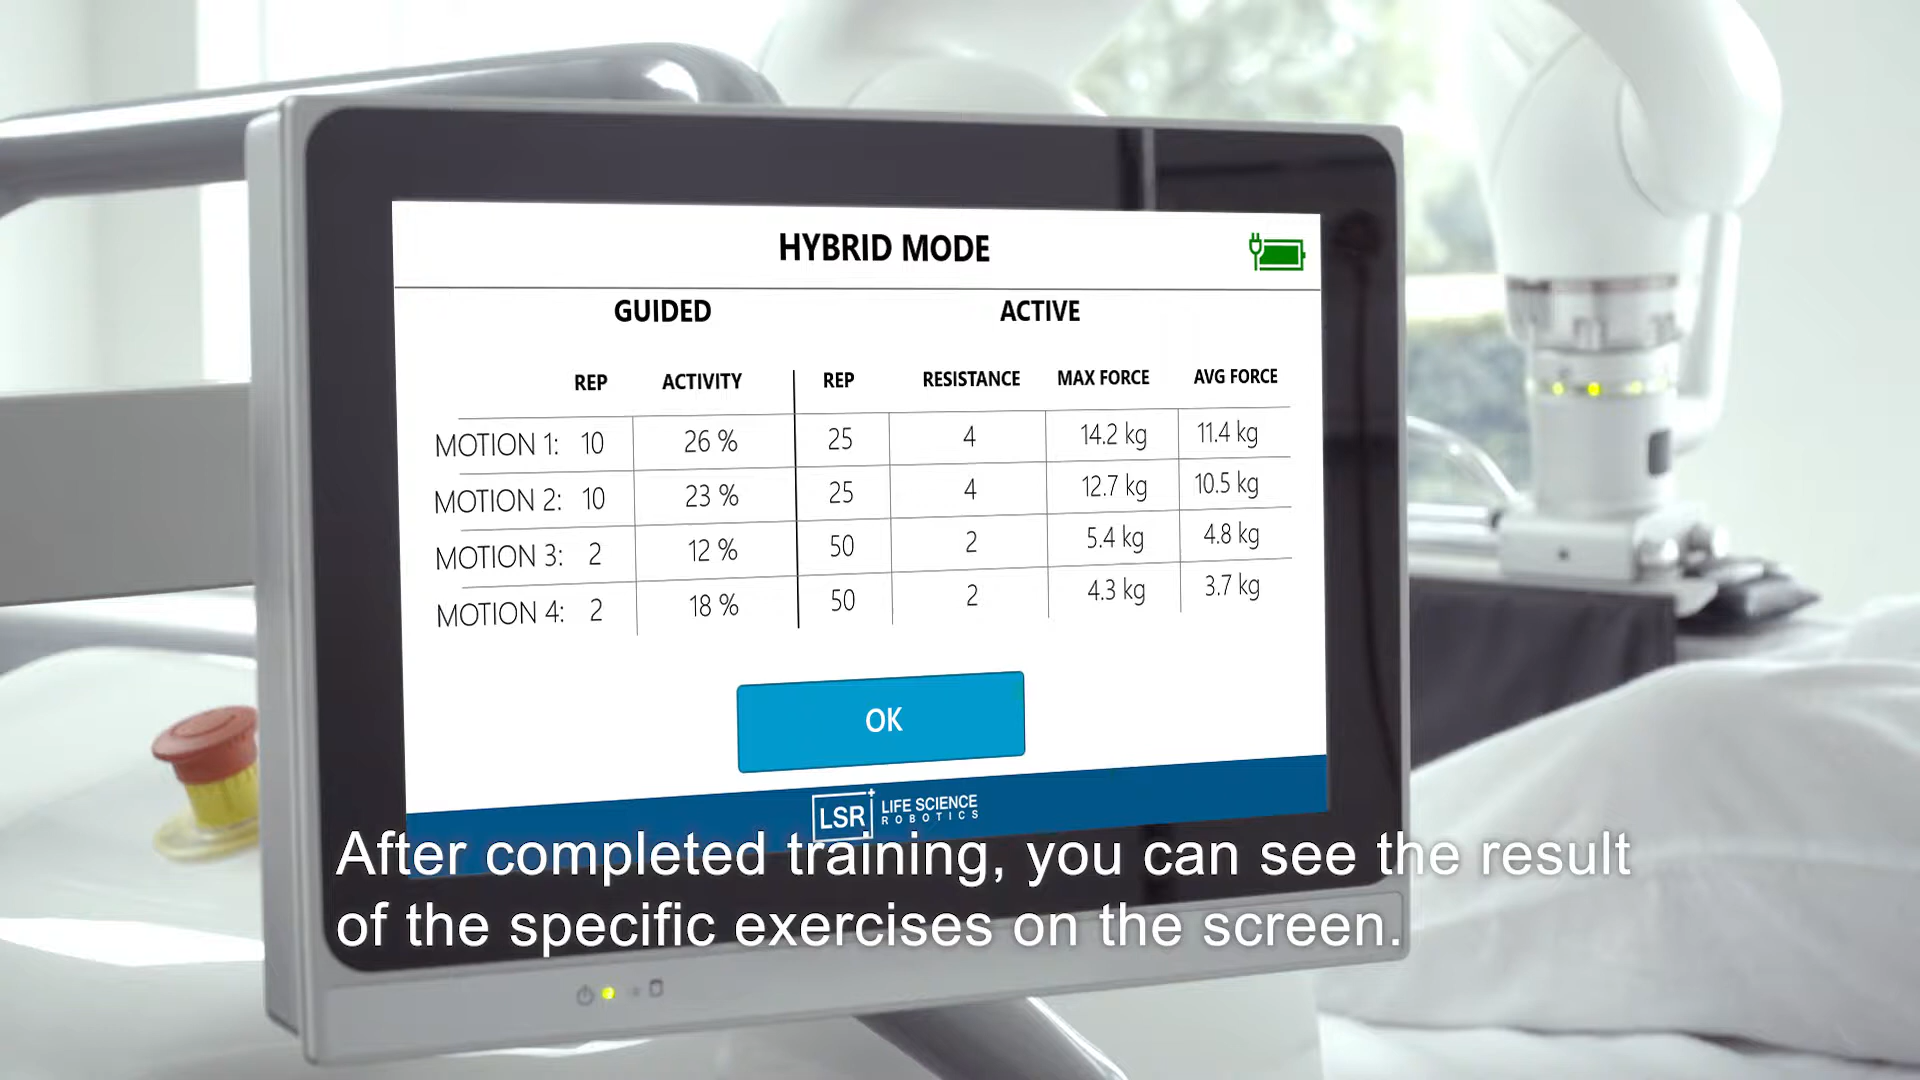 HYBRID MODE
GUIDED ACTIVE
REP ACTIVITY REP RESISTANCE MAX FORCE AVG FORCE
MOTION 1: 10 26 % 25 4 14.2 kg 11.4 kg
MOTION 2: 10 23 % 25 4 12.7 kg 10.5 kg
MOTION 3: 2 12 % 50 2 5.4 kg 4.8 kg
MOTION 4: 2 18 % 50 2 4.3 kg 3.7 kg
OK
LSR+ LIFE SCIENCE
ROBOTICS
After completed training, you can see the result
of the specific exercises on the screen.